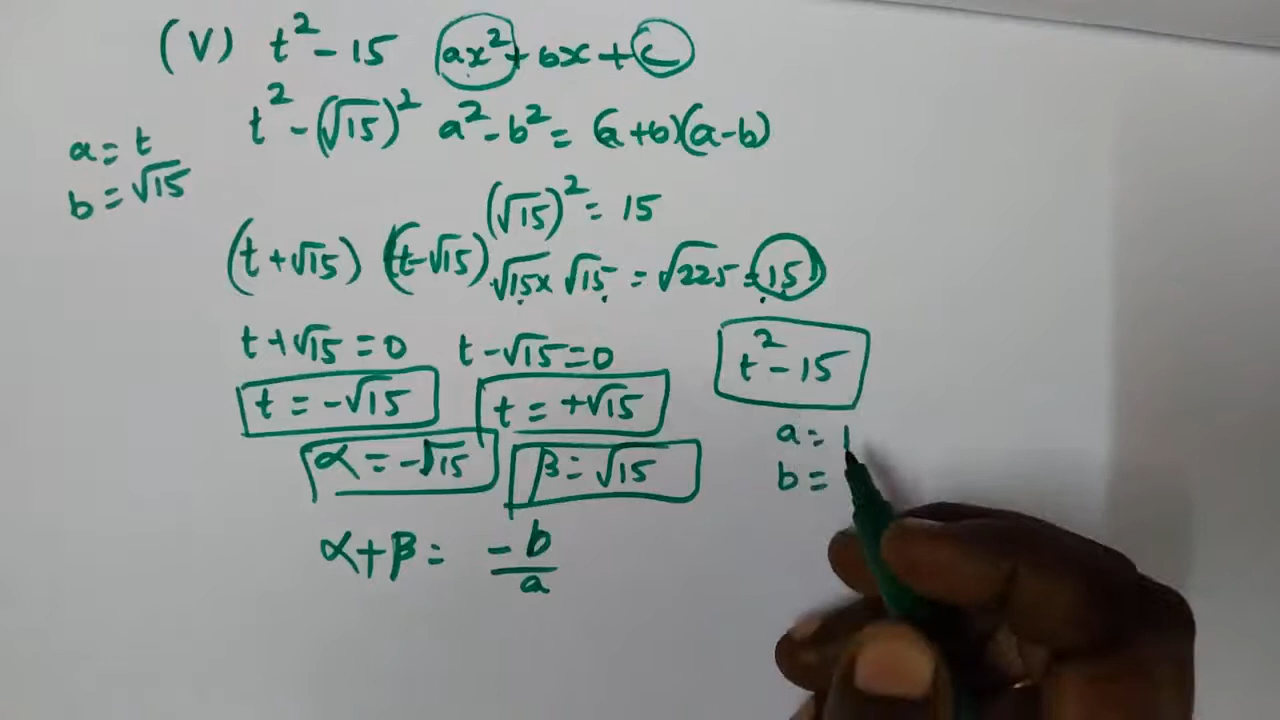 (V) t² - 15 ax² + bx + c
t² - (√15)² a² - b² = (a + b)(a - b)
a = t
b = √15
(√15)² = 15
(t + √15) (t - √15) √15 × √15 = √225 = 15
t + √15 = 0 t - √15 = 0 t² - 15
t = -√15 t = +√15
a = 1
α = -√15 β = √15 b =
α + β = -b/a